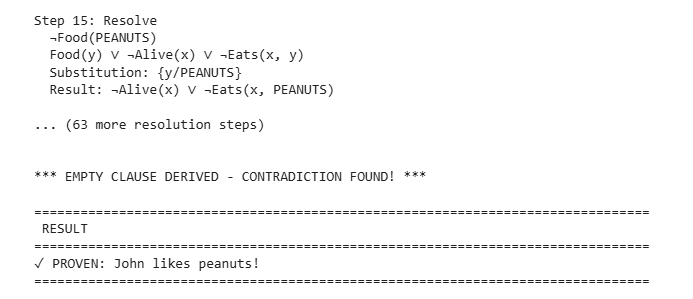 Step 15: Resolve
¬Food(PEANUTS)
Food(y) ∨ ¬Alive(x) ∨ ¬Eats(x, y)
Substitution: {y/PEANUTS}
Result: ¬Alive(x) ∨ ¬Eats(x, PEANUTS)
... (63 more resolution steps)
*** EMPTY CLAUSE DERIVED - CONTRADICTION FOUND! ***
================================================================================
RESULT
================================================================================
✓ PROVEN: John likes peanuts!
================================================================================